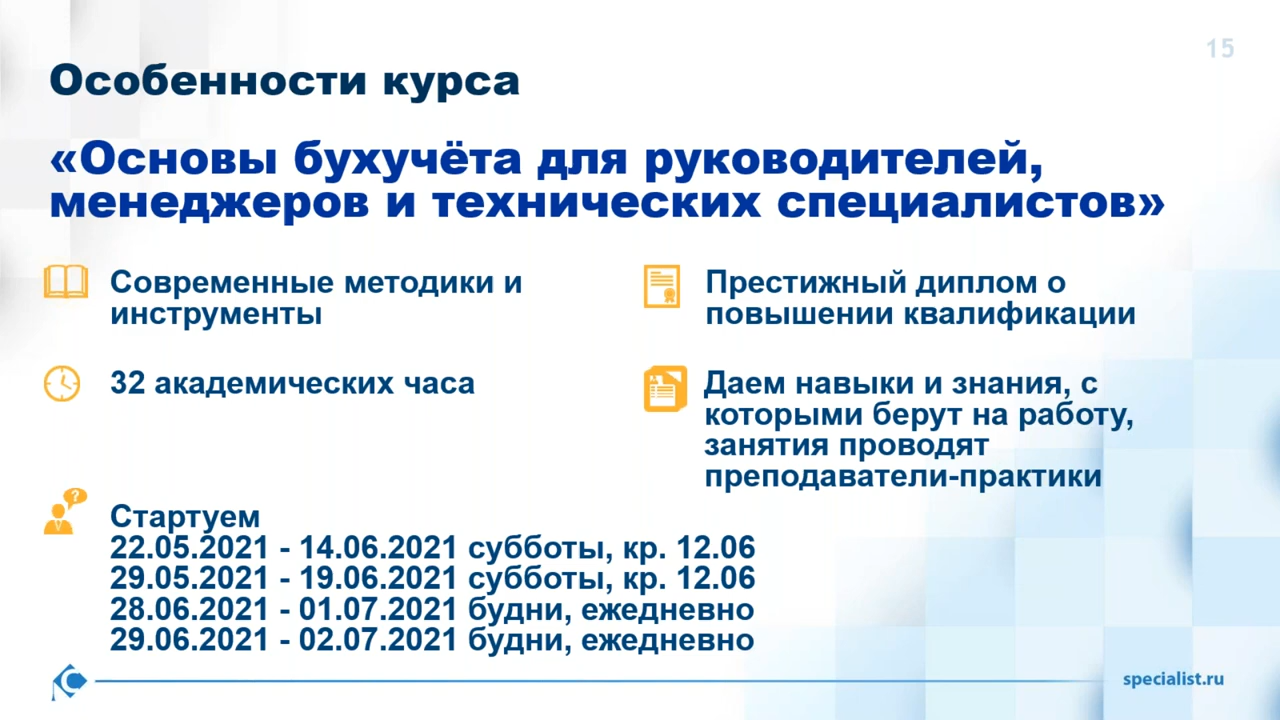 15
Особенности курса
«Основы бухучёта для руководителей,
менеджеров и технических специалистов»
Современные методики и
инструменты
Престижный диплом о
повышении квалификации
32 академических часа
Даем навыки и знания, с
которыми берут на работу,
занятия проводят
преподаватели-практики
?
Стартуем
22.05.2021 - 14.06.2021 субботы, кр. 12.06
29.05.2021 - 19.06.2021 субботы, кр. 12.06
28.06.2021 - 01.07.2021 будни, ежедневно
29.06.2021 - 02.07.2021 будни, ежедневно
specialist.ru